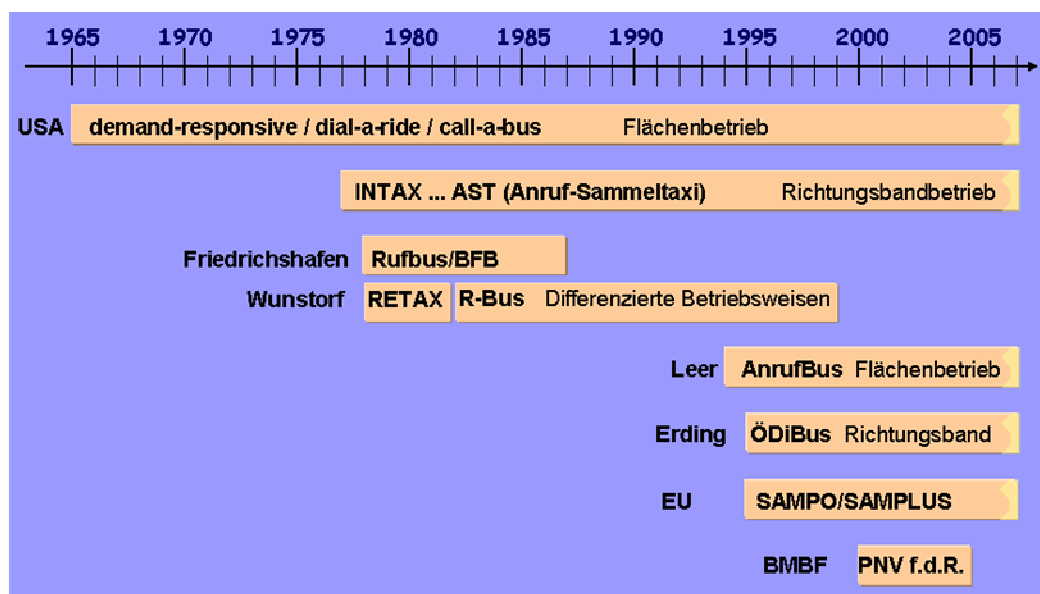 1965 1970 1975 1980 1985 1990 1995 2000 2005
USA demand-responsive / dial-a-ride / call-a-bus Flächenbetrieb
INTAX ... AST (Anruf-Sammeltaxi) Richtungsbandbetrieb
Friedrichshafen Rufbus/BFB
Wunstorf RETAX R-Bus Differenzierte Betriebsweisen
Leer AnrufBus Flächenbetrieb
Erding ÖDiBus Richtungsband
EU SAMPO/SAMPLUS
BMBF PNV f.d.R.